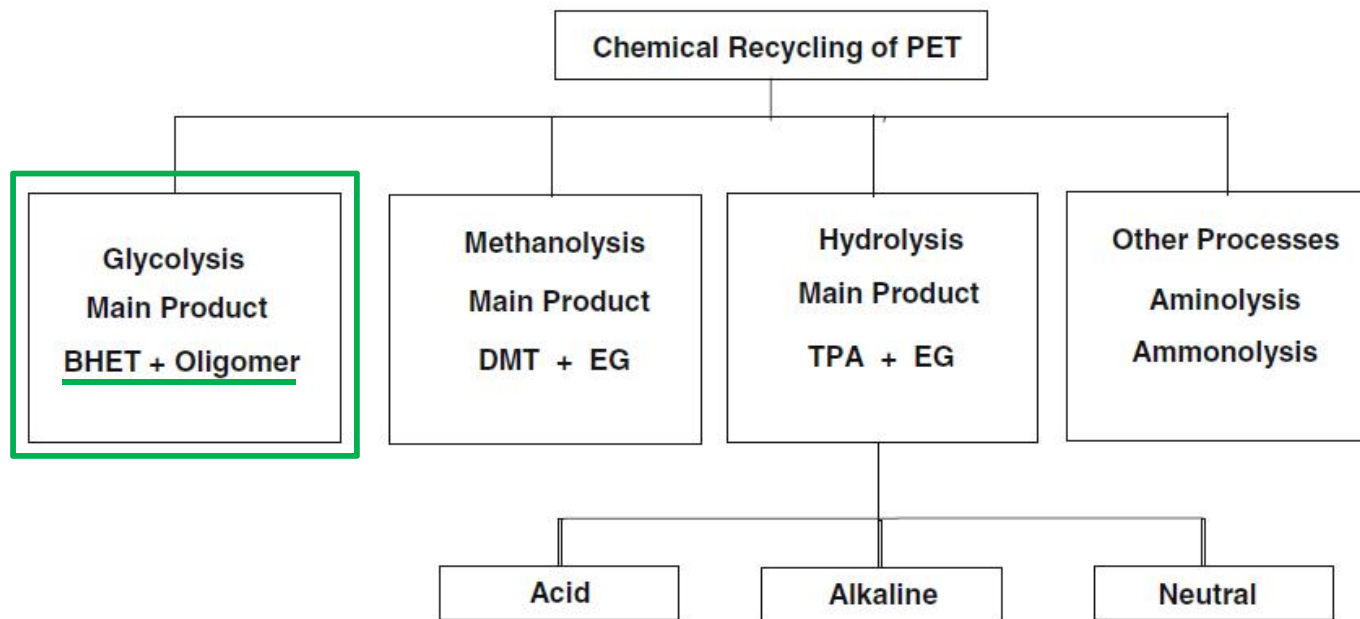 Chemical Recycling of PET
Glycolysis
Main Product
BHET + Oligomer
Methanolysis
Main Product
DMT + EG
Hydrolysis
Main Product
TPA + EG
Other Processes
Aminolysis
Ammonolysis
Acid
Alkaline
Neutral